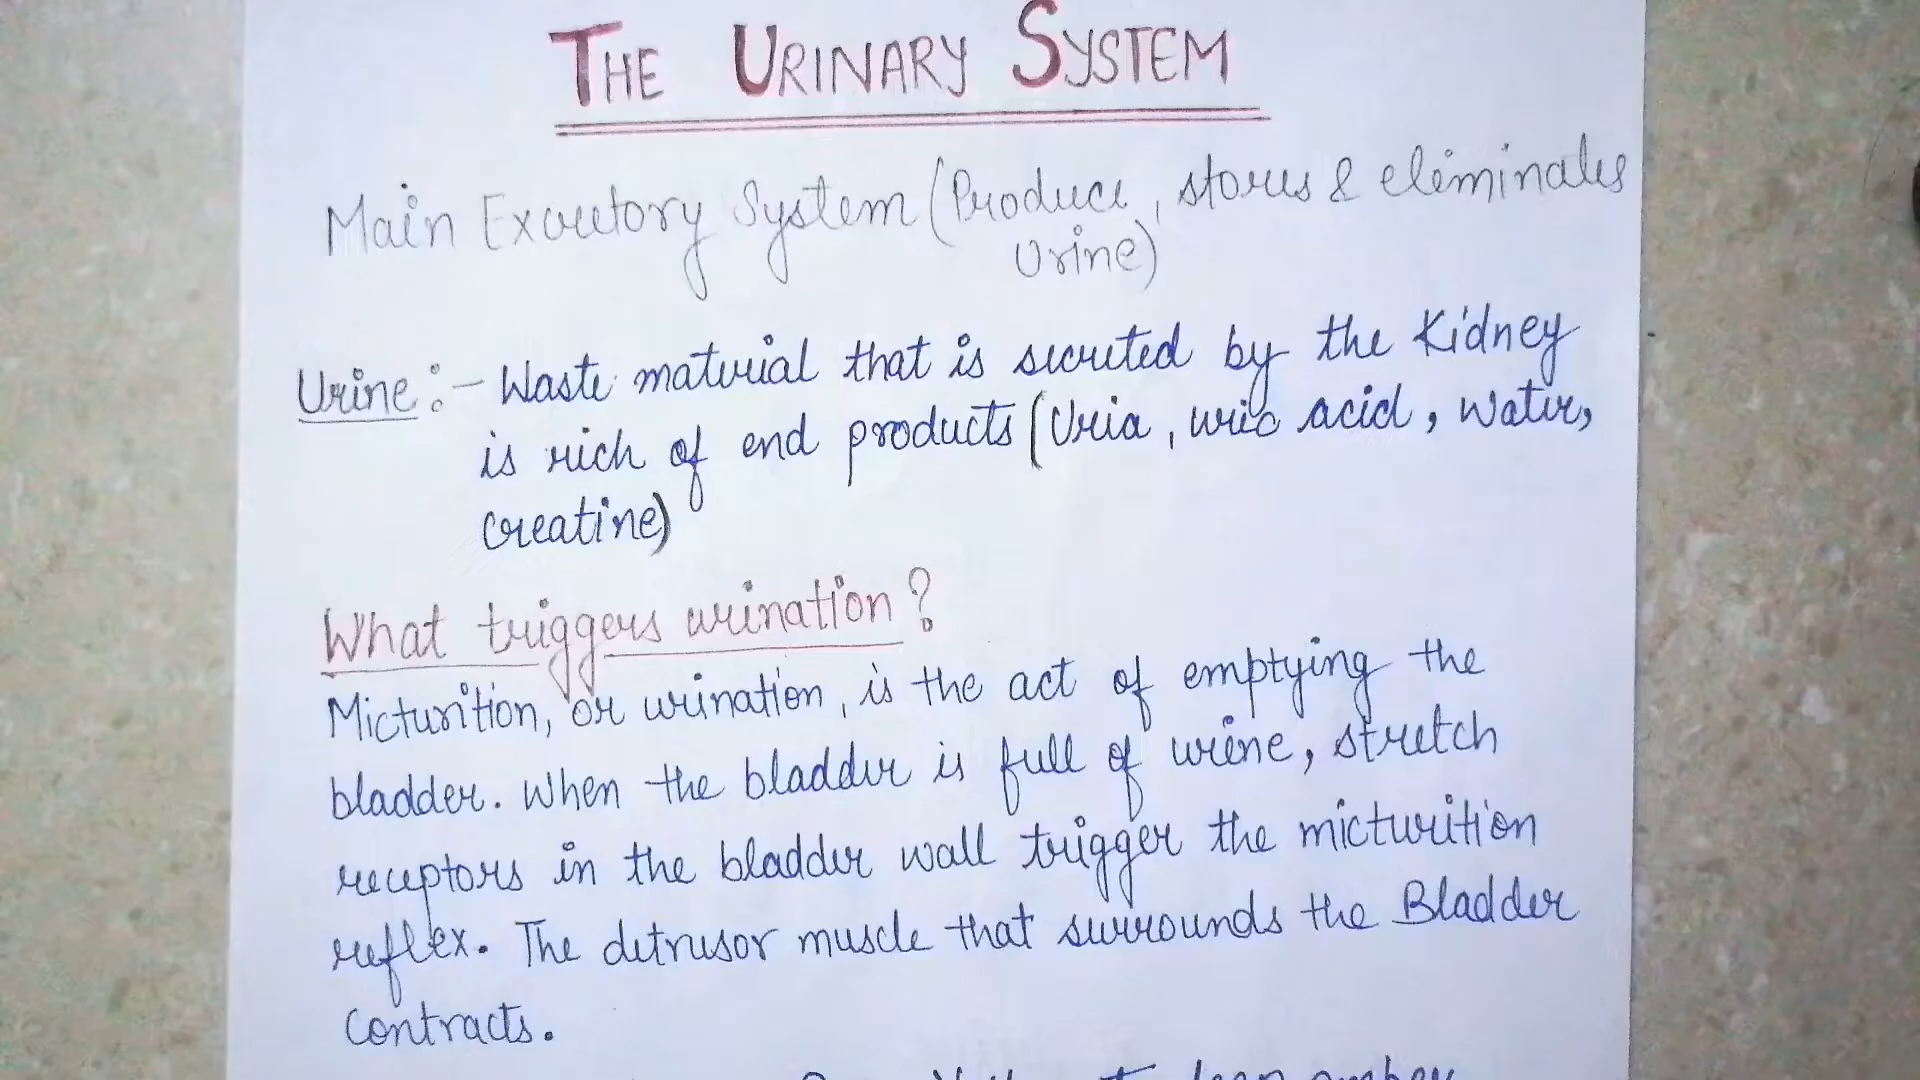 THE URINARY SYSTEM
Main Excretory System (Produce, stores & eliminates
Urine)
Urine :- Waste material that is secreted by the Kidney
is rich of end products (Uria, uric acid, Water,
creatine)
What triggers urination ?
Micturition, or urination, is the act of emptying the
bladder. When the bladder is full of urine, stretch
receptors in the bladder wall trigger the micturition
reflex. The detrusor muscle that surrounds the Bladder
contracts.